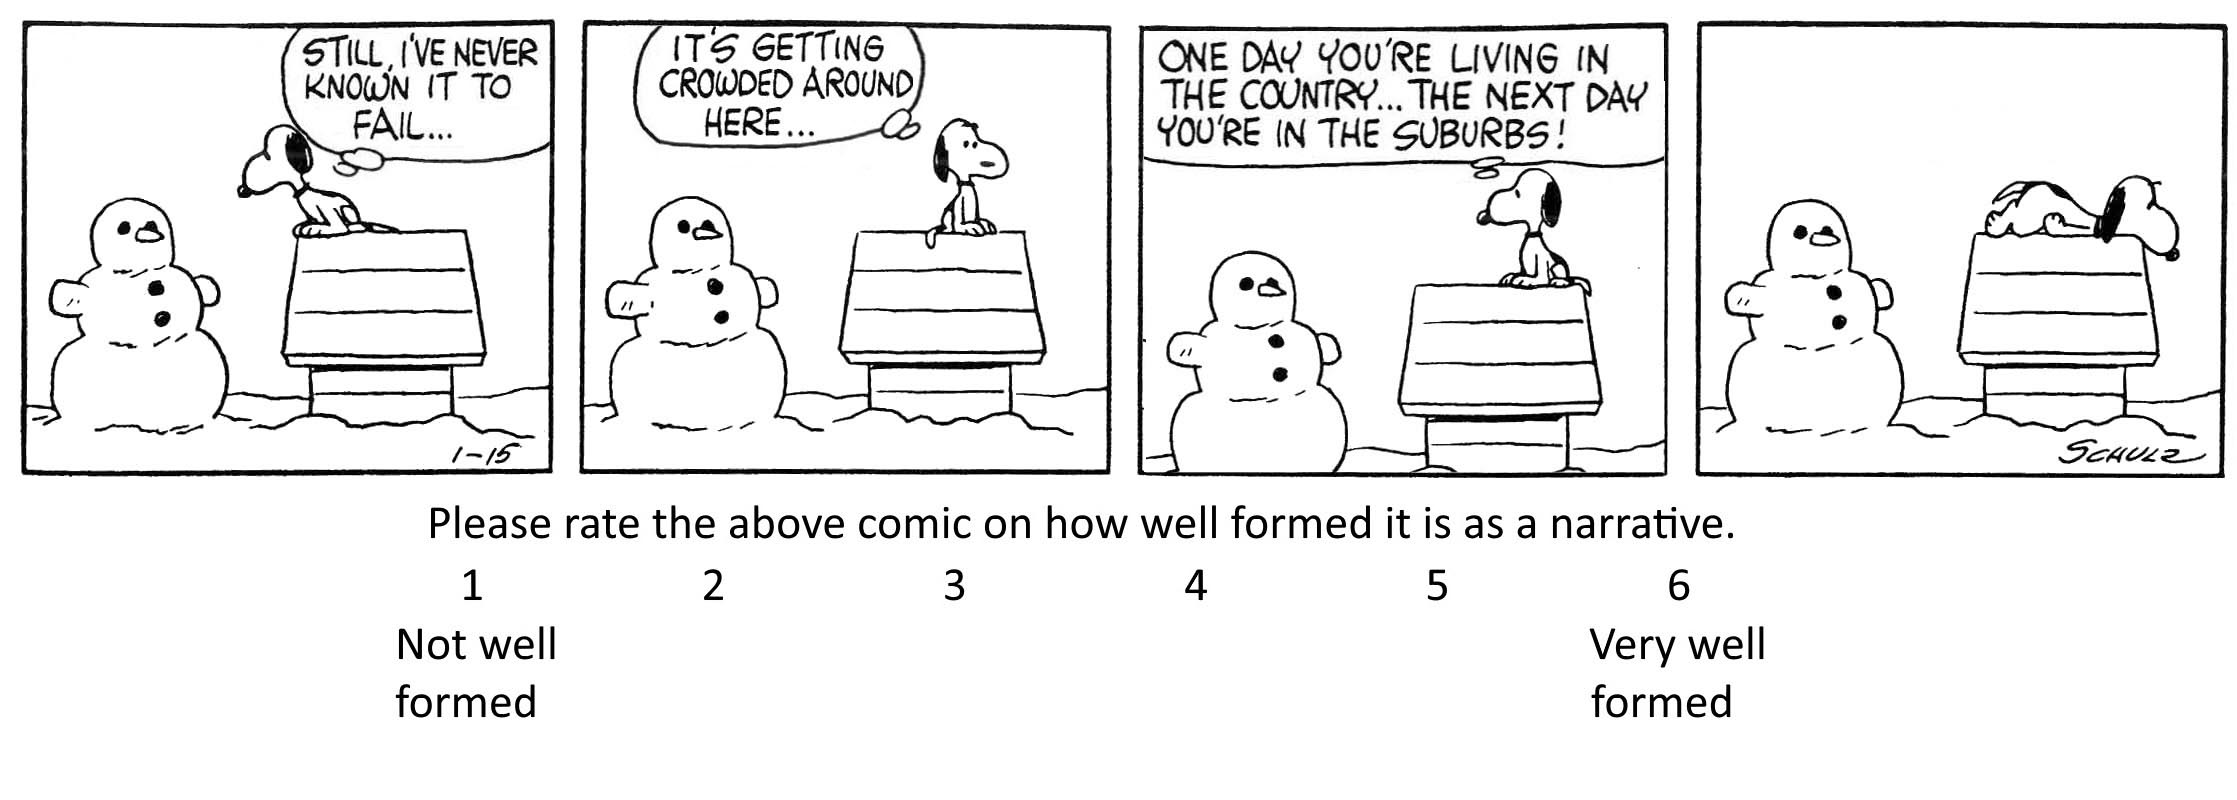 STILL, I'VE NEVER
KNOWN IT TO
FAIL...
1-15
IT'S GETTING
CROWDED AROUND
HERE...
ONE DAY YOU'RE LIVING IN
THE COUNTRY... THE NEXT DAY
YOU'RE IN THE SUBURBS!
SCHULZ
Please rate the above comic on how well formed it is as a narrative.
1 2 3 4 5 6
Not well
formed
Very well
formed